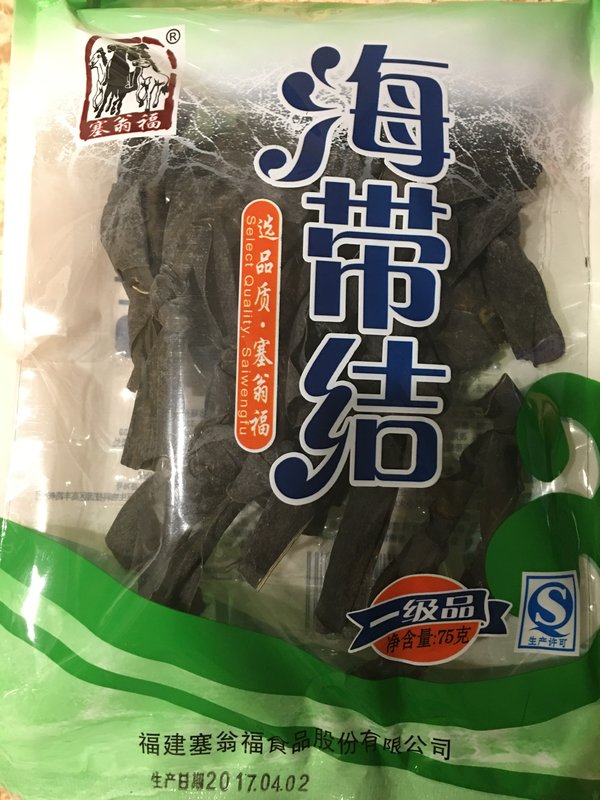 ®
塞翁福
海带结
选品质·塞翁福
Select Quality, Saiwengfu
一级品
净含量:75克
S
生产许可
福建塞翁福食品股份有限公司
生产日期2017.04.02